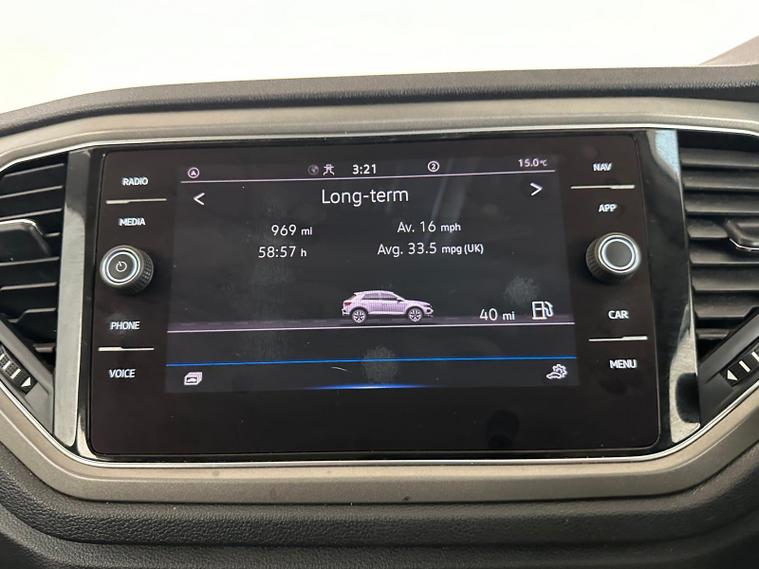 RADIO
MEDIA
PHONE
VOICE
3:21
2
15.0°C
< Long-term >
969 mi
Av. 16 mph
58:57 h
Avg. 33.5 mpg (UK)
40 mi
NAV
APP
CAR
MENU